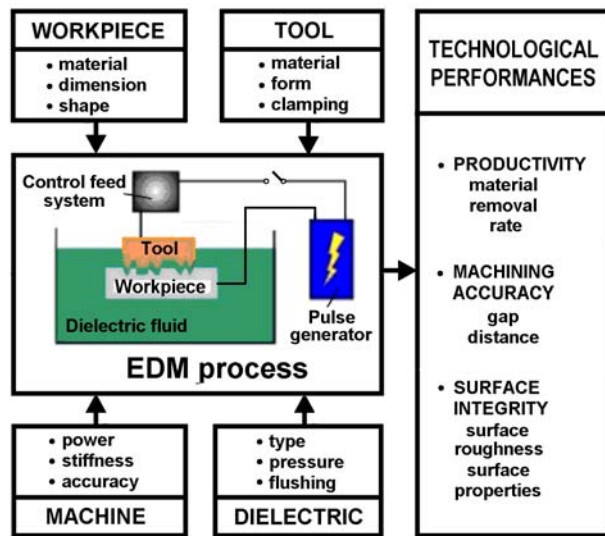 WORKPIECE
• material
• dimension
• shape
TOOL
• material
• form
• clamping
Control feed
system
Tool
Workpiece
Dielectric fluid
Pulse
generator
EDM process
• power
• stiffness
• accuracy
MACHINE
• type
• pressure
• flushing
DIELECTRIC
TECHNOLOGICAL
PERFORMANCES
• PRODUCTIVITY
material
removal
rate
• MACHINING
ACCURACY
gap
distance
• SURFACE
INTEGRITY
surface
roughness
surface
properties